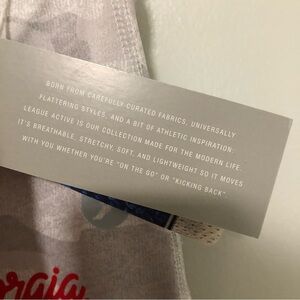 BORN FROM CAREFULLY-CURATED FABRICS, UNIVERSALLY
FLATTERING STYLES, AND A BIT OF ATHLETIC INSPIRATION:
LEAGUE ACTIVE IS OUR COLLECTION MADE FOR THE MODERN LIFE.
IT'S BREATHABLE, STRETCHY, SOFT, AND LIGHTWEIGHT SO IT MOVES
WITH YOU WHETHER YOU'RE "ON THE GO" OR "KICKING BACK"